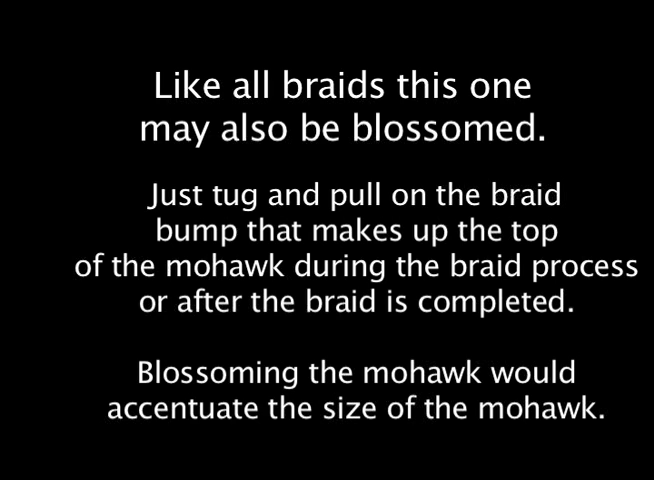 Like all braids this one
may also be blossomed.
Just tug and pull on the braid
bump that makes up the top
of the mohawk during the braid process
or after the braid is completed.
Blossoming the mohawk would
accentuate the size of the mohawk.